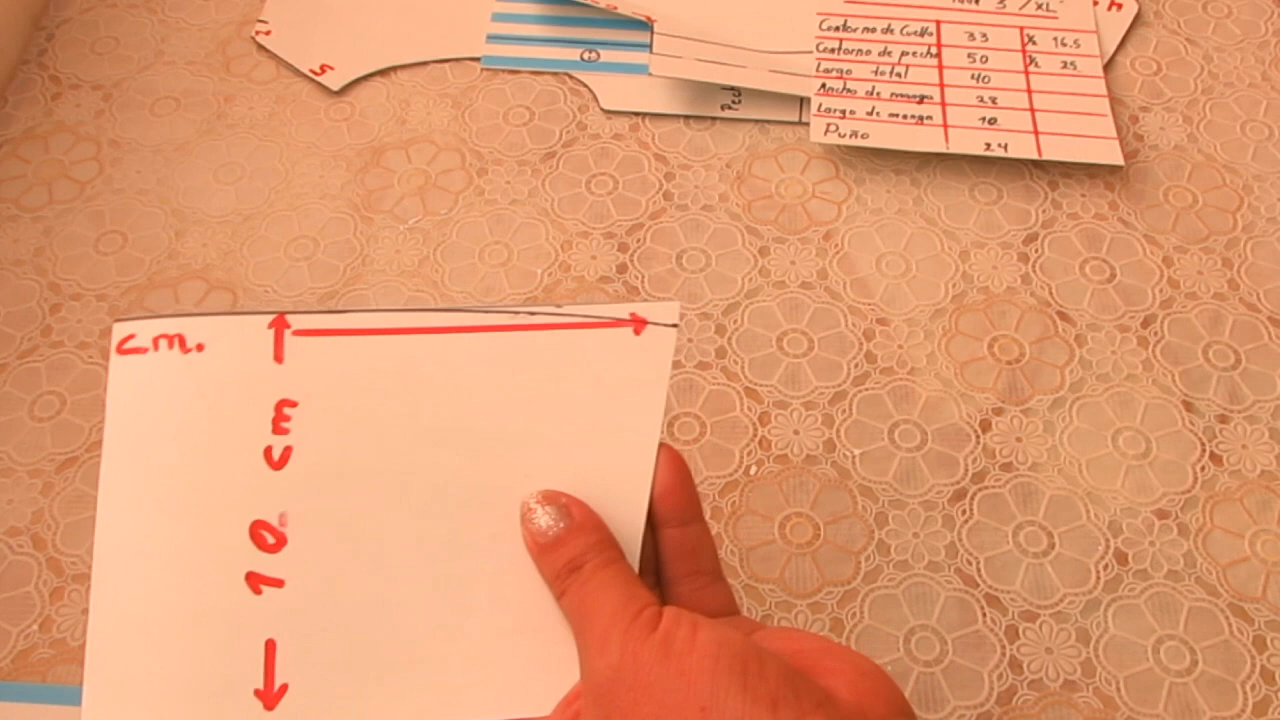 3 / XL
Contorno de Cuello 33 ½ 16.5
Contorno de pecho 50 ½ 25
Largo total 40
Ancho de manga 28
Largo de manga 10
Puño 24
Pech
cm.
10 cm